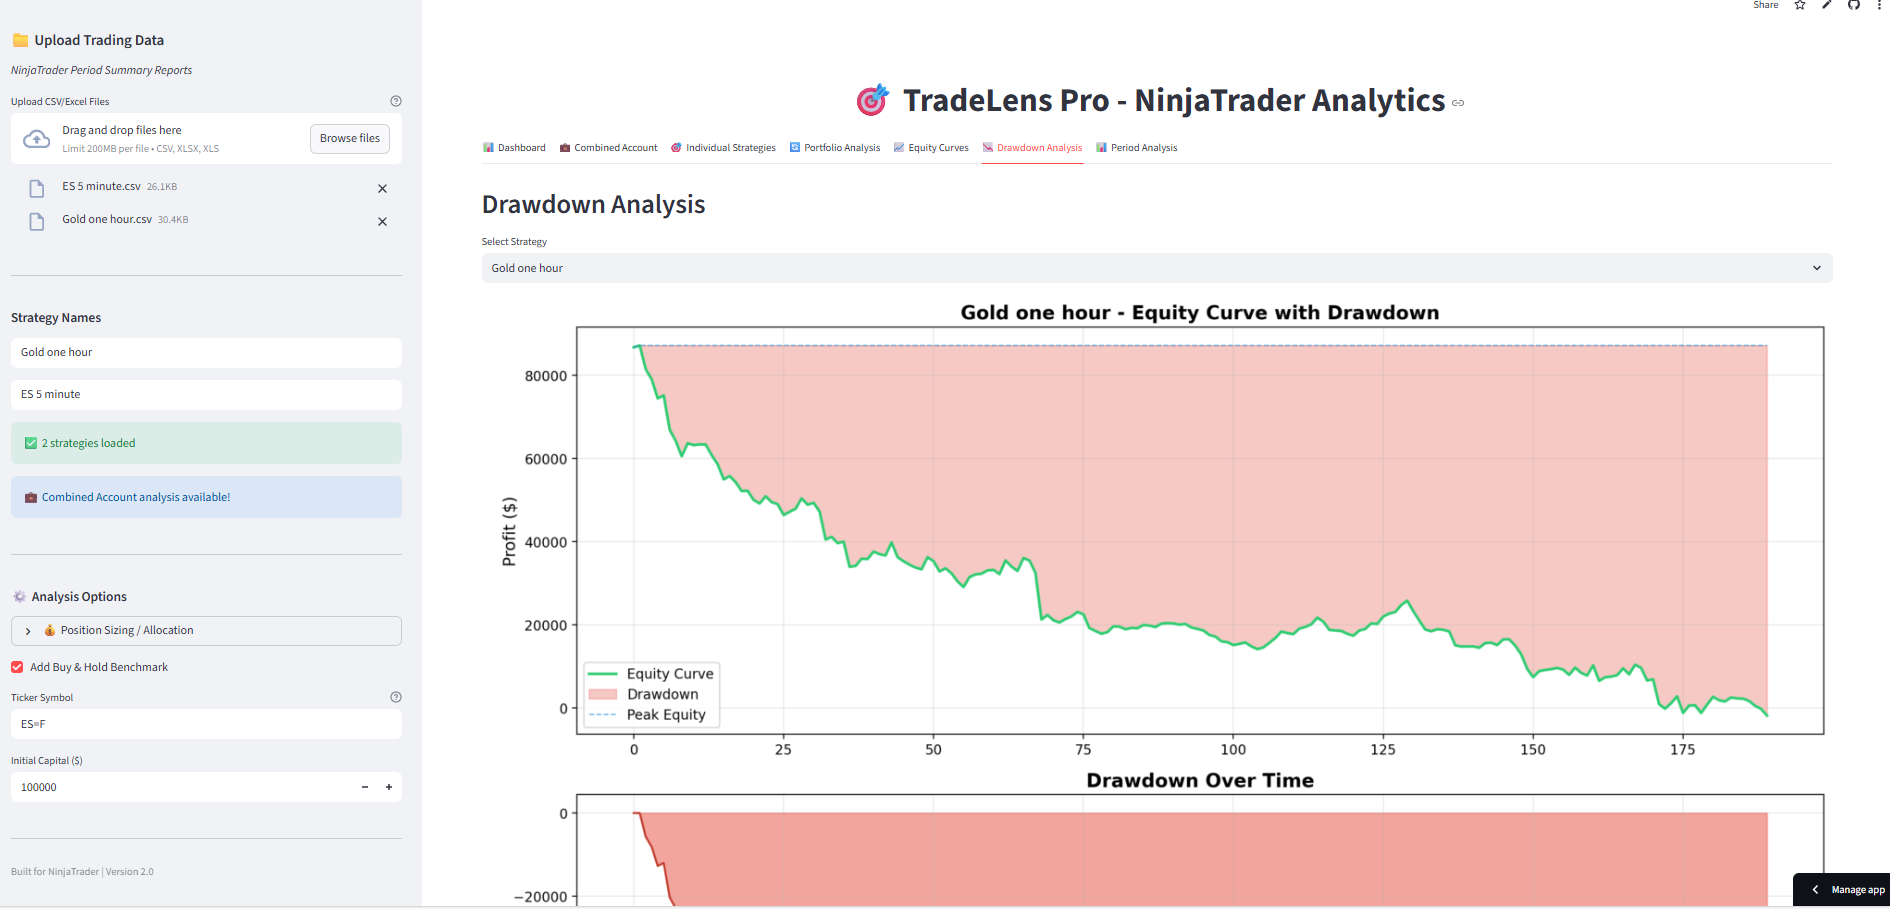 Share
Upload Trading Data
NinjaTrader Period Summary Reports
Upload CSV/Excel Files
Drag and drop files here
Limit 200MB per file • CSV, XLSX, XLS
Browse files
ES 5 minute.csv 26.1KB
Gold one hour.csv 30.4KB
Strategy Names
Gold one hour
ES 5 minute
2 strategies loaded
Combined Account analysis available!
Analysis Options
Position Sizing / Allocation
Add Buy & Hold Benchmark
Ticker Symbol
ES=F
Initial Capital ($)
100000
Built for NinjaTrader | Version 2.0
TradeLens Pro - NinjaTrader Analytics
Dashboard Combined Account Individual Strategies Portfolio Analysis Equity Curves Drawdown Analysis Period Analysis
Drawdown Analysis
Select Strategy
Gold one hour
Gold one hour - Equity Curve with Drawdown
Profit ($)
80000
60000
40000
20000
0
Equity Curve
Drawdown
Peak Equity
0 25 50 75 100 125 150 175
Drawdown Over Time
0
−20000
Manage app